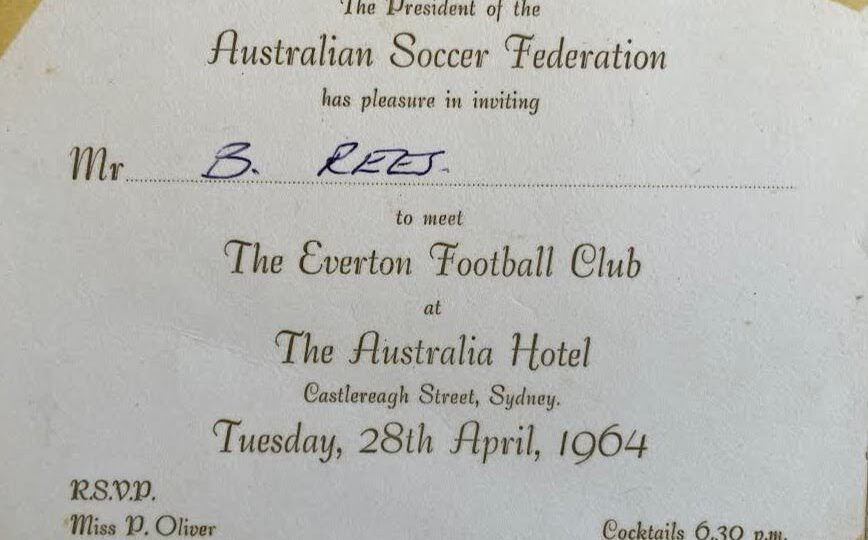 The President of the
Australian Soccer Federation
has pleasure in inviting
Mr B. REES.
to meet
The Everton Football Club
at
The Australia Hotel
Castlereagh Street, Sydney.
Tuesday, 28th April, 1964
R.S.V.P.
Miss P. Oliver
Cocktails 6.30 p.m.